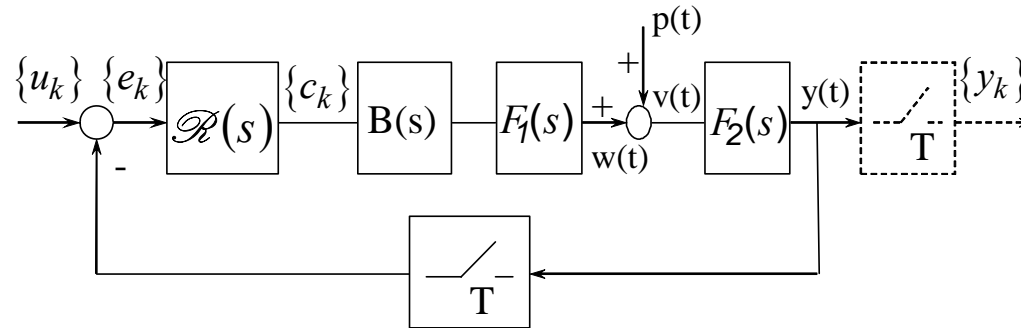 p(t)
{u_k} {e_k} ℛ(s) {c_k} B(s) F_1(s) + w(t) + v(t) F_2(s) y(t) T {y_k}
-
T